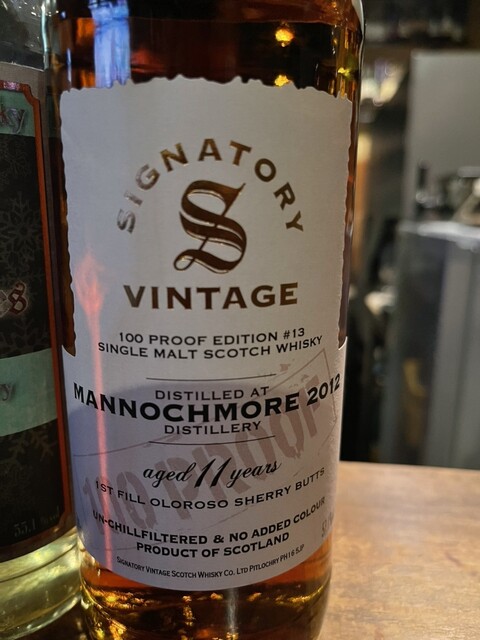 SIGNATORY
S
VINTAGE
100 PROOF EDITION #13
SINGLE MALT SCOTCH WHISKY
DISTILLED AT
MANNOCHMORE 2012
DISTILLERY
100 PROOF
aged 11 years
1ST FILL OLOROSO SHERRY BUTTS
UN-CHILLFILTERED & NO ADDED COLOUR
PRODUCT OF SCOTLAND
SIGNATORY VINTAGE SCOTCH WHISKY CO. LTD PITLOCHRY PH16 5JP